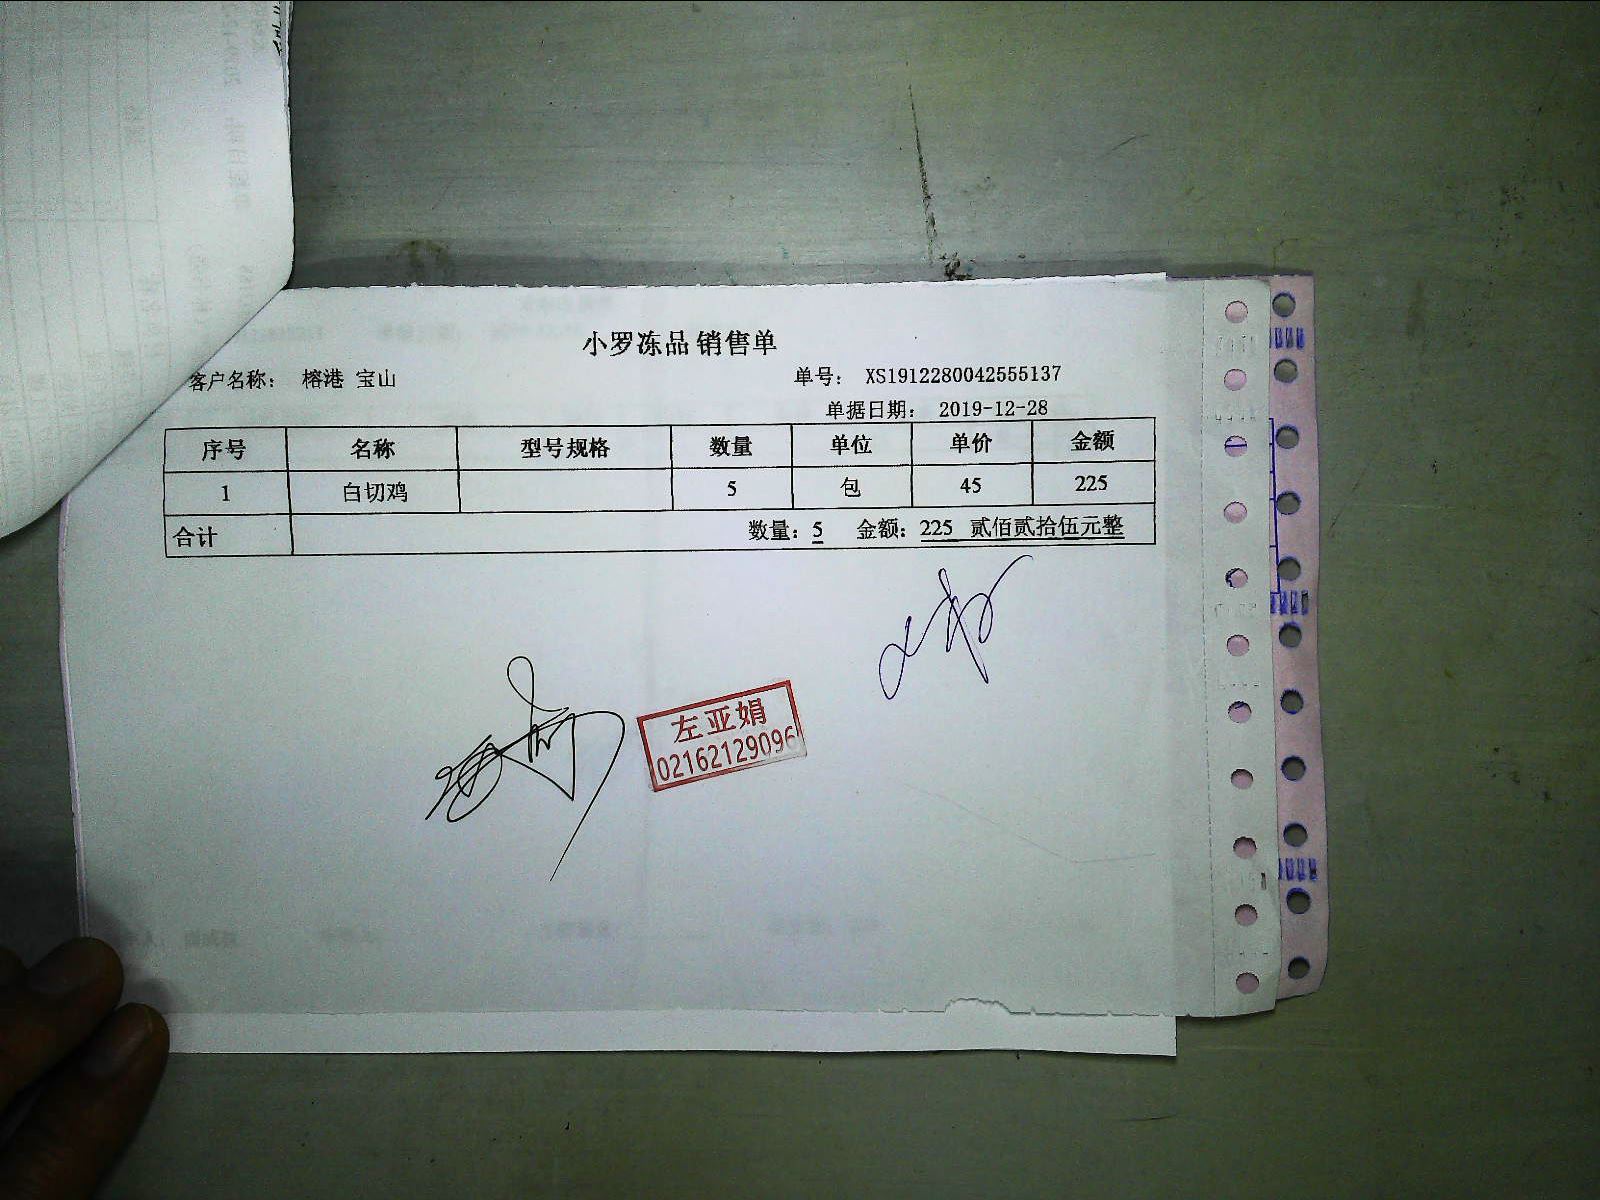 小罗冻品 销售单
客户名称： 榕港 宝山 单号： XS1912280042555137
单据日期： 2019-12-28
序号 名称 型号规格 数量 单位 单价 金额
1 白切鸡 5 包 45 225
合计 数量：5 金额：225 贰佰贰拾伍元整
左亚娟
02162129096